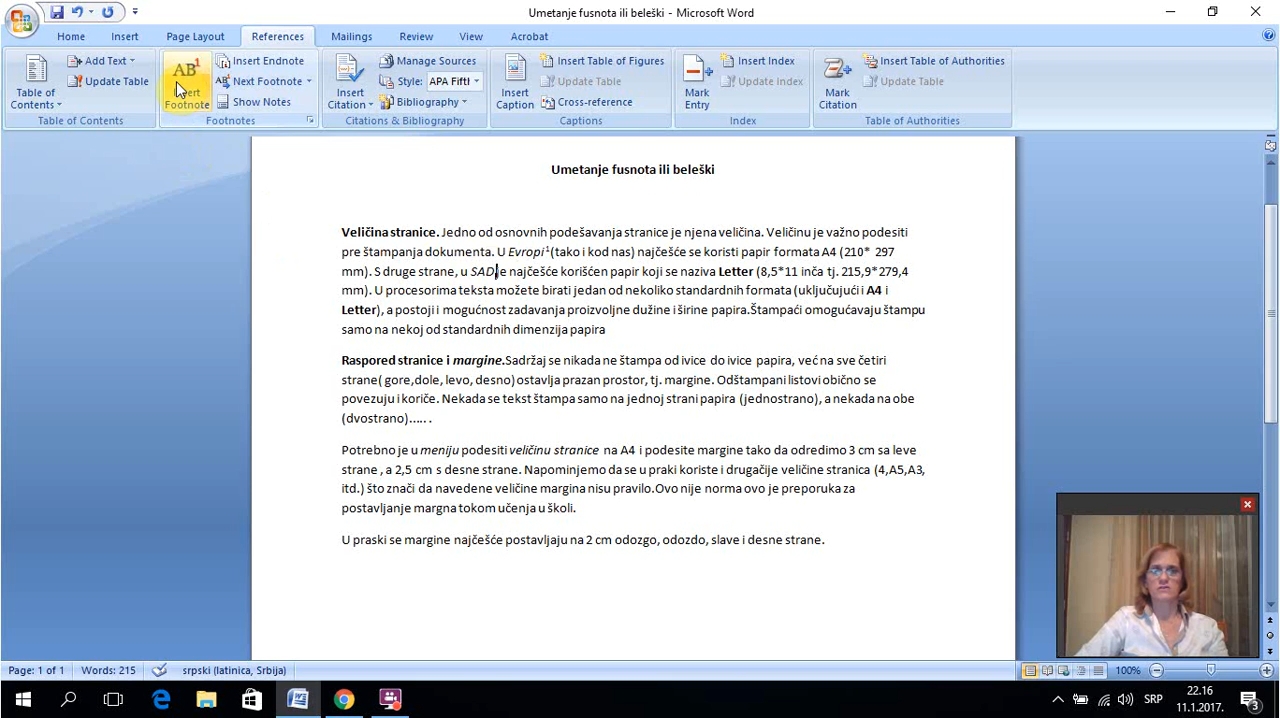 Umetanje fusnota ili beleški - Microsoft Word
Home Insert Page Layout References Mailings Review View Acrobat
Table of Contents
Add Text
Update Table
Table of Contents
AB1
Insert Footnote
Insert Endnote
AB1 Next Footnote
Show Notes
Footnotes
Insert Citation
Manage Sources
Style: APA Fift
Bibliography
Citations & Bibliography
Insert Caption
Insert Table of Figures
Update Table
Cross-reference
Captions
Mark Entry
Insert Index
Update Index
Index
Mark Citation
Insert Table of Authorities
Update Table
Table of Authorities
Umetanje fusnota ili beleški
Veličina stranice. Jedno od osnovnih podešavanja stranice je njena veličina. Veličinu je važno podesiti
pre štampanja dokumenta. U Evropi1(tako i kod nas) najčešće se koristi papir formata A4 (210* 297
mm). S druge strane, u SAD je najčešće korišćen papir koji se naziva Letter (8,5*11 inča tj. 215,9*279,4
mm). U procesorima teksta možete birati jedan od nekoliko standardnih formata (uključujući i A4 i
Letter), a postoji i mogućnost zadavanja proizvoljne dužine i širine papira.Štampaći omogućavaju štampu
samo na nekoj od standardnih dimenzija papira
Raspored stranice i margine.Sadržaj se nikada ne štampa od ivice do ivice papira, već na sve četiri
strane( gore,dole, levo, desno) ostavlja prazan prostor, tj. margine. Odštampani listovi obično se
povezuju i koriče. Nekada se tekst štampa samo na jednoj strani papira (jednostrano), a nekada na obe
(dvostrano)..... .
Potrebno je u meniju podesiti veličinu stranice na A4 i podesite margine tako da odredimo 3 cm sa leve
strane , a 2,5 cm s desne strane. Napominjemo da se u praki koriste i drugačije veličine stranica (4,A5,A3,
itd.) što znači da navedene veličine margina nisu pravilo.Ovo nije norma ovo je preporuka za
postavljanje margna tokom učenja u školi.
U praski se margine najčešće postavljaju na 2 cm odozgo, odozdo, slave i desne strane.
Page: 1 of 1 Words: 215 srpski (latinica, Srbija) 100%
SRP 22.16
11.1.2017. 3